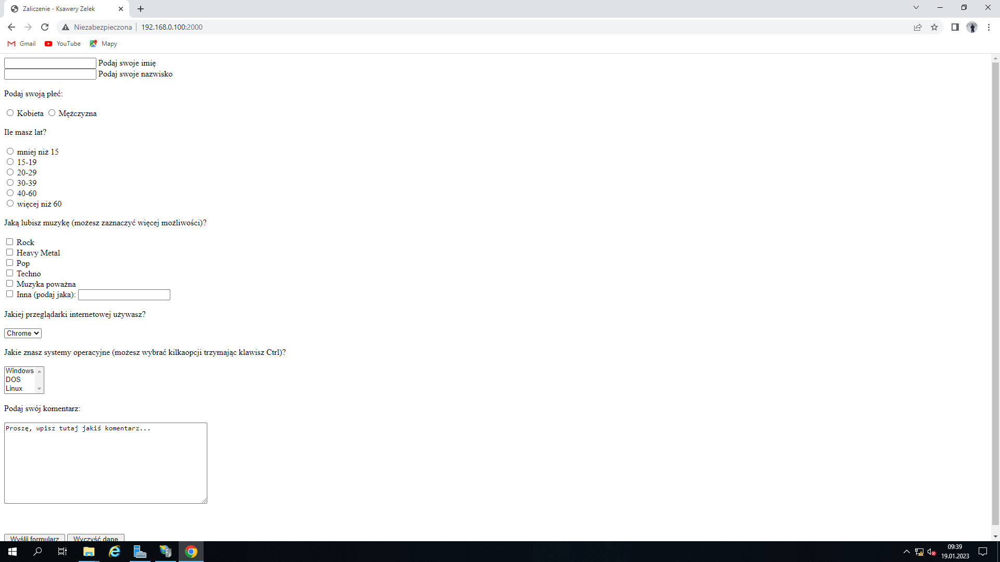 Zaliczenie - Ksawery Zelek
Niezabezpieczona 192.168.0.100:2000
Gmail YouTube Mapy
Podaj swoje imię
Podaj swoje nazwisko
Podaj swoją płeć:
Kobieta Mężczyzna
Ile masz lat?
mniej niż 15
15-19
20-29
30-39
40-60
więcej niż 60
Jaką lubisz muzykę (możesz zaznaczyć więcej możliwości)?
Rock
Heavy Metal
Pop
Techno
Muzyka poważna
Inna (podaj jaka):
Jakiej przeglądarki internetowej używasz?
Chrome
Jakie znasz systemy operacyjne (możesz wybrać kilkaopcji trzymając klawisz Ctrl)?
Windows
DOS
Linux
Podaj swój komentarz:
Proszę, wpisz tutaj jakiś komentarz...
Wyślij formularz Wyczyść dane
09:39
19.01.2023